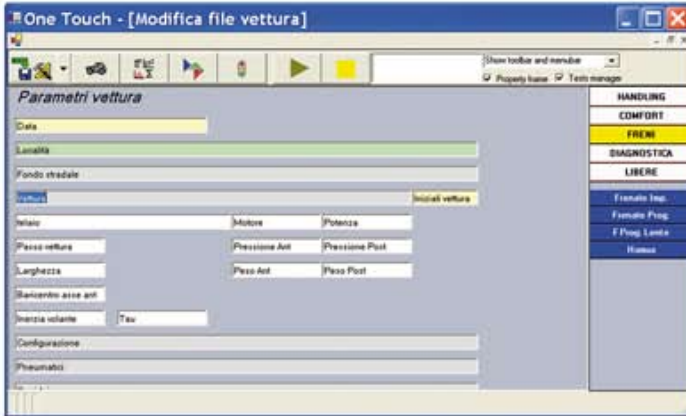 One Touch - [Modifica file vettura]
Show toolbar and menubar
Property frame Tests manager
Parametri vettura
Data
Località
Fondo stradale
vettura Iniziali vettura
telaio Motore Potenza
Passo vettura Pressione Ant Pressione Post
Larghezza Peso Ant Peso Post
Baricentro asse ant
Inerzia volante Tau
Configurazione
Pneumatici
HANDLING
COMFORT
FRENI
DIAGNOSTICA
LIBERE
Frenata Imp.
Frenata Prog
F Prog. Lenta